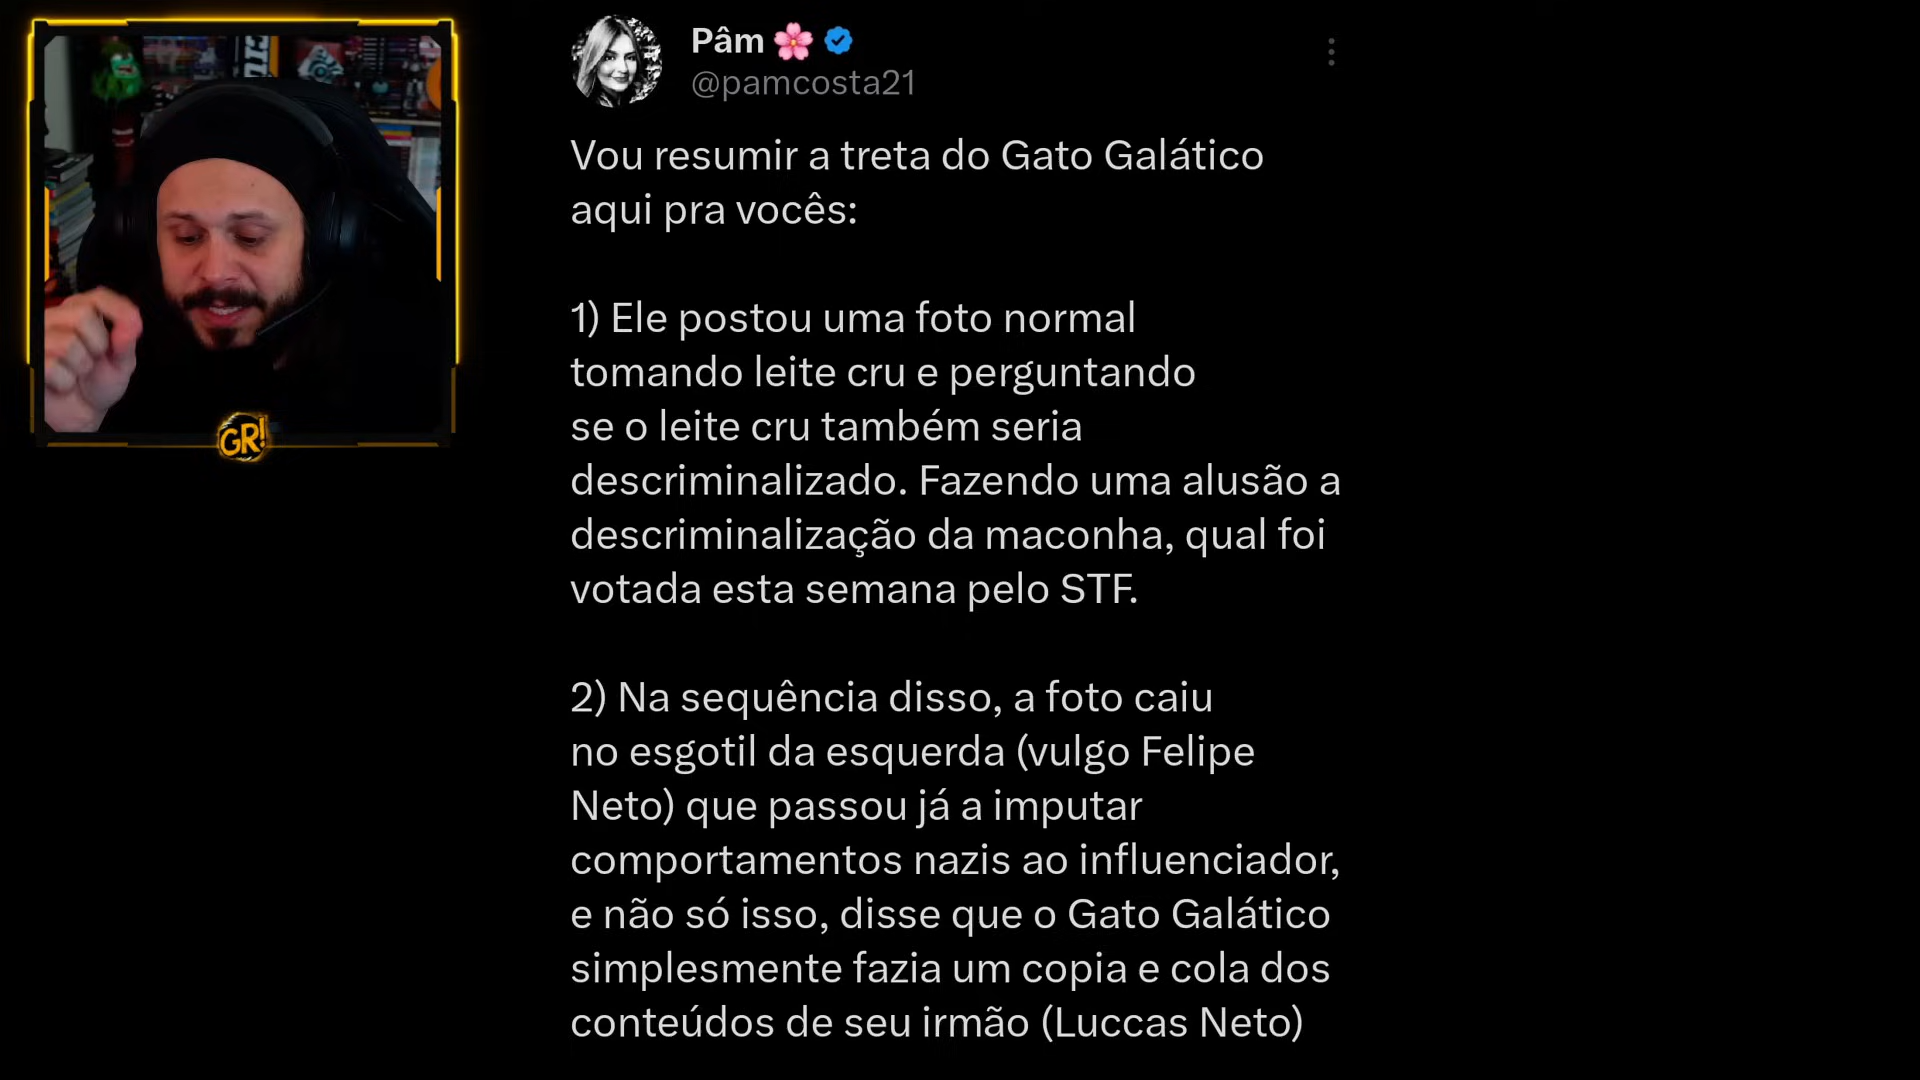 Pâm
@pamcosta21
Vou resumir a treta do Gato Galático
aqui pra vocês:
1) Ele postou uma foto normal
tomando leite cru e perguntando
se o leite cru também seria
descriminalizado. Fazendo uma alusão a
descriminalização da maconha, qual foi
votada esta semana pelo STF.
2) Na sequência disso, a foto caiu
no esgotil da esquerda (vulgo Felipe
Neto) que passou já a imputar
comportamentos nazis ao influenciador,
e não só isso, disse que o Gato Galático
simplesmente fazia um copia e cola dos
conteúdos de seu irmão (Luccas Neto)
GR!